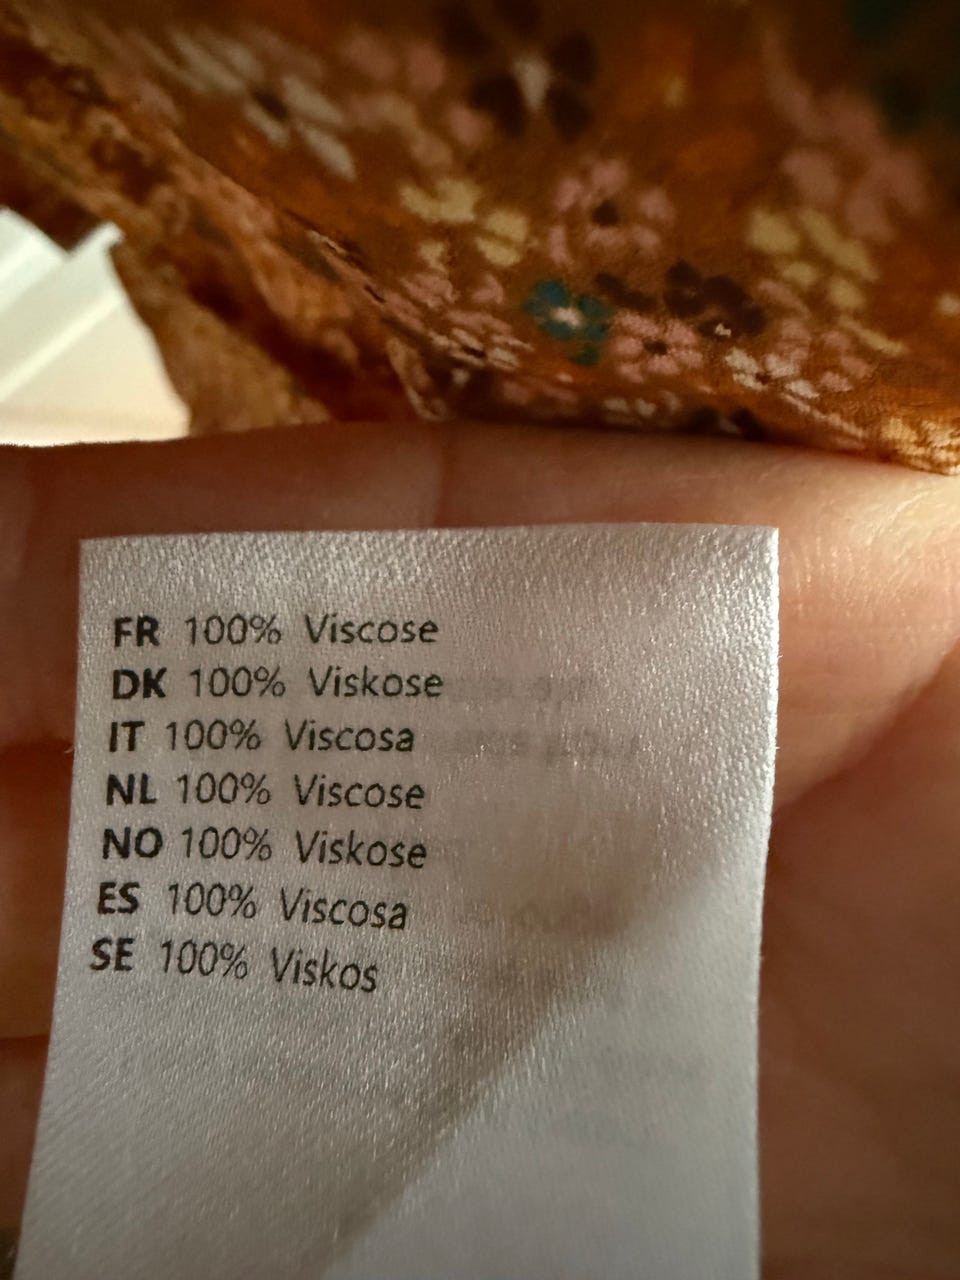 FR 100% Viscose
DK 100% Viskose
IT 100% Viscosa
NL 100% Viscose
NO 100% Viskose
ES 100% Viscosa
SE 100% Viskos